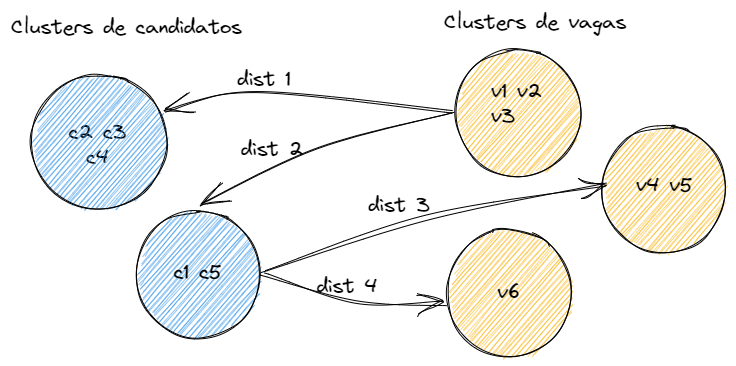 Clusters de candidatos
Clusters de vagas
dist 1
v1 v2
v3
c2 c3
c4
dist 2
v4 v5
dist 3
c1 c5
dist 4
v6